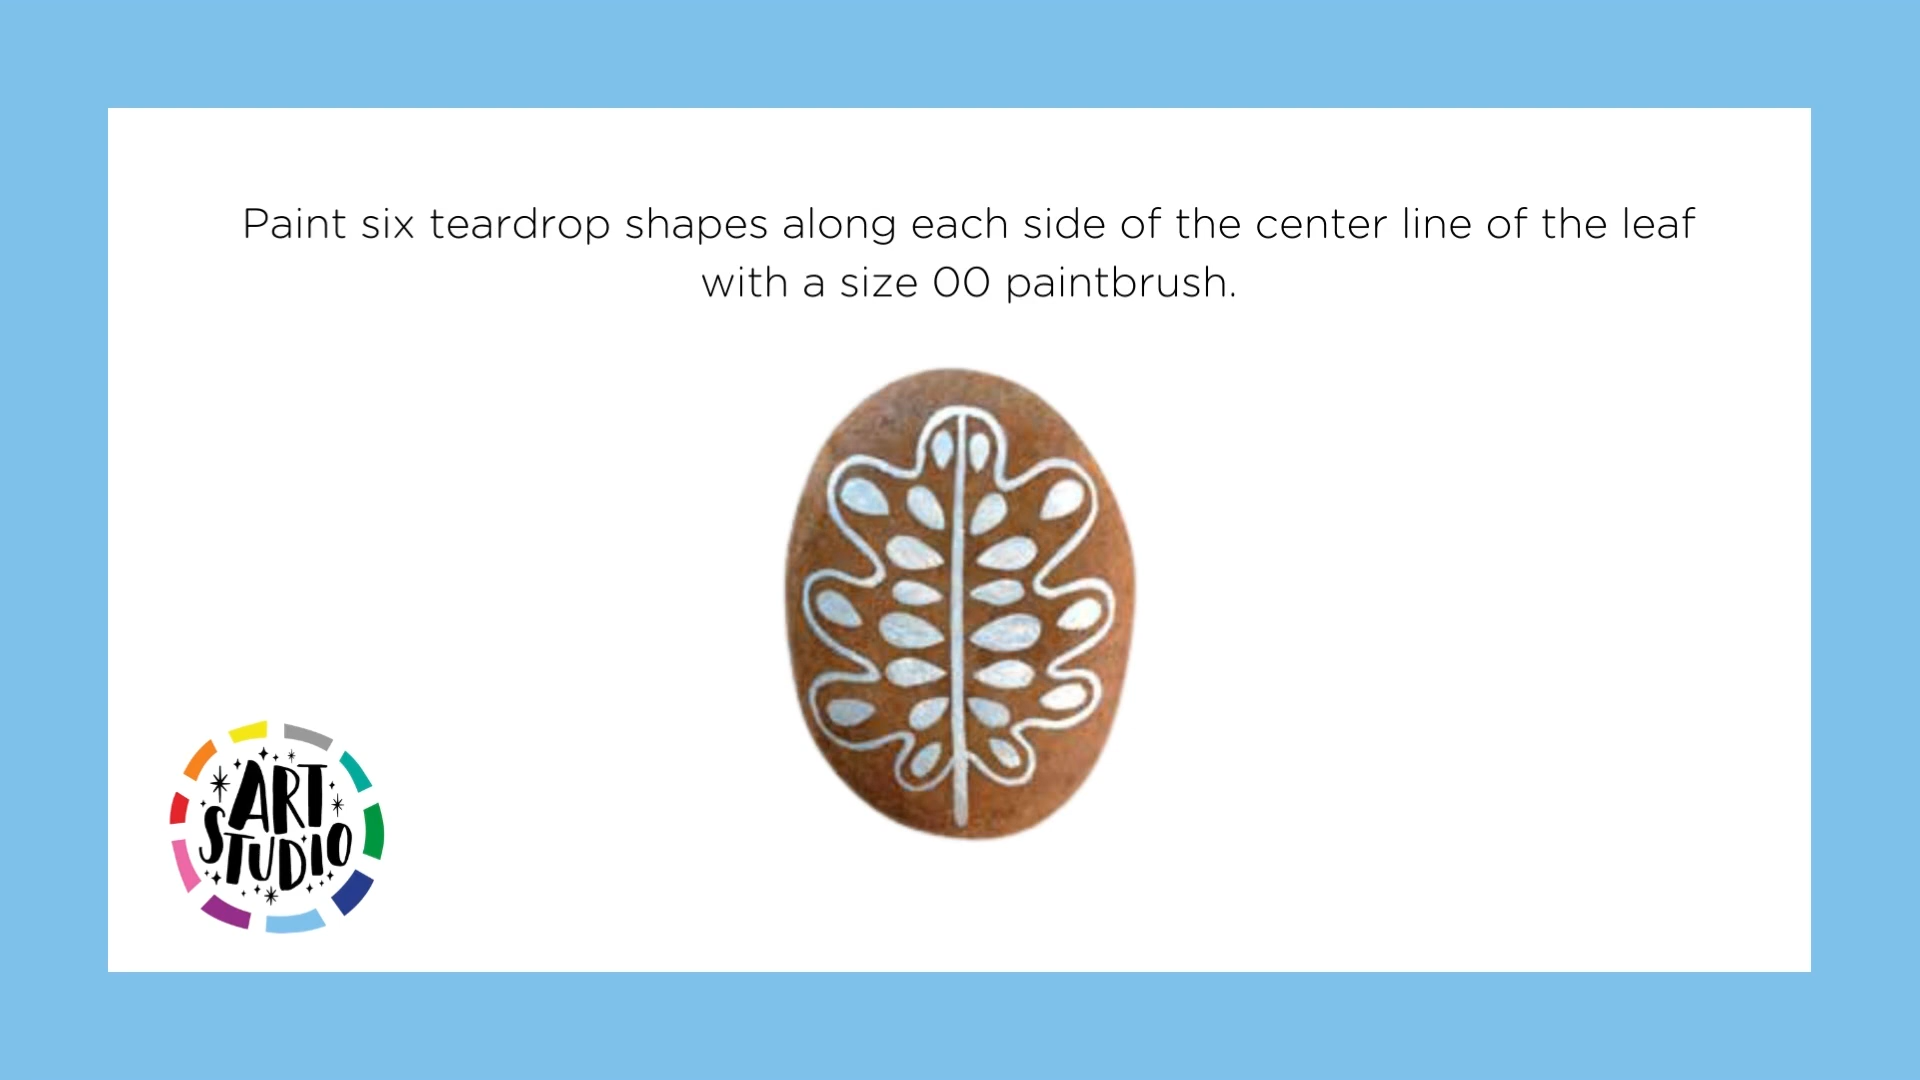 Paint six teardrop shapes along each side of the center line of the leaf
with a size 00 paintbrush.
ART
STUDIO